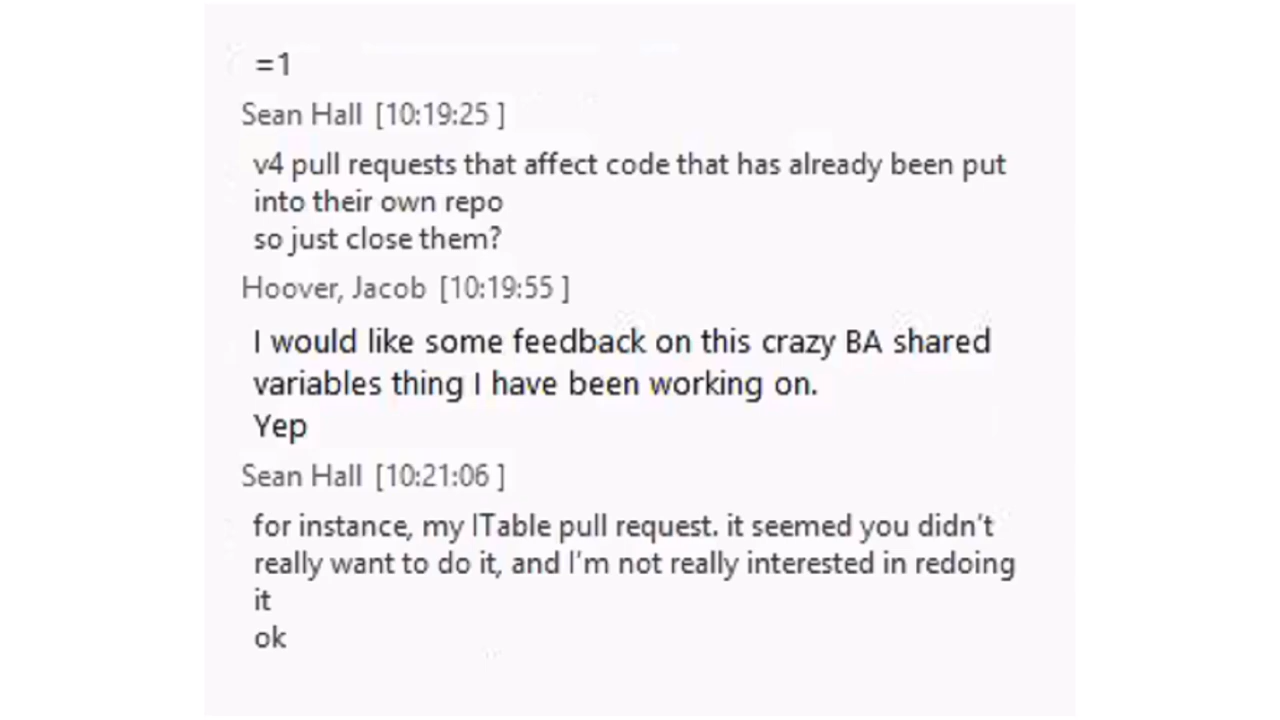 =1
Sean Hall [10:19:25 ]
v4 pull requests that affect code that has already been put
into their own repo
so just close them?
Hoover, Jacob [10:19:55 ]
I would like some feedback on this crazy BA shared
variables thing I have been working on.
Yep
Sean Hall [10:21:06 ]
for instance, my ITable pull request. it seemed you didn't
really want to do it, and I'm not really interested in redoing
it
ok